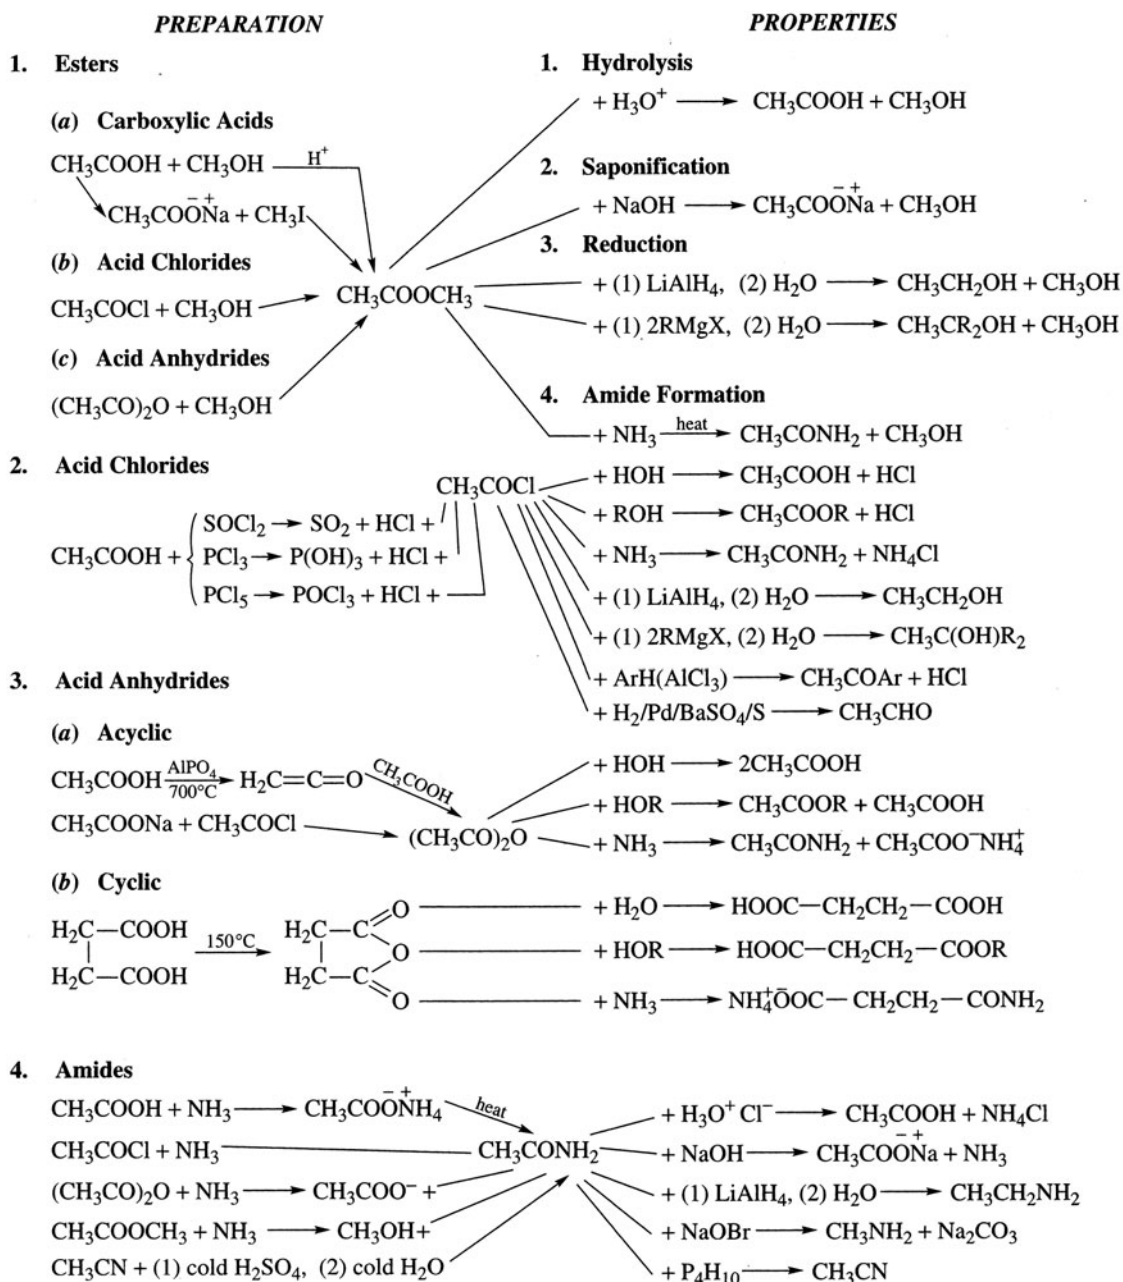 PREPARATION
PROPERTIES
1. Esters
(a) Carboxylic Acids
CH₃COOH + CH₃OH H⁺
CH₃COO⁻Na⁺ + CH₃I
(b) Acid Chlorides
CH₃COCl + CH₃OH
(c) Acid Anhydrides
(CH₃CO)₂O + CH₃OH
CH₃COOCH₃
1. Hydrolysis
+ H₃O⁺ → CH₃COOH + CH₃OH
2. Saponification
+ NaOH → CH₃COO⁻Na⁺ + CH₃OH
3. Reduction
+ (1) LiAlH₄, (2) H₂O → CH₃CH₂OH + CH₃OH
+ (1) 2RMgX, (2) H₂O → CH₃CR₂OH + CH₃OH
4. Amide Formation
+ NH₃ heat → CH₃CONH₂ + CH₃OH
2. Acid Chlorides
CH₃COOH +
SOCl₂ → SO₂ + HCl +
PCl₃ → P(OH)₃ + HCl +
PCl₅ → POCl₃ + HCl +
CH₃COCl
+ HOH → CH₃COOH + HCl
+ ROH → CH₃COOR + HCl
+ NH₃ → CH₃CONH₂ + NH₄Cl
+ (1) LiAlH₄, (2) H₂O → CH₃CH₂OH
+ (1) 2RMgX, (2) H₂O → CH₃C(OH)R₂
+ ArH(AlCl₃) → CH₃COAr + HCl
+ H₂/Pd/BaSO₄/S → CH₃CHO
3. Acid Anhydrides
(a) Acyclic
CH₃COOH AlPO₄ 700°C → H₂C=C=O CH₃COOH
CH₃COONa + CH₃COCl → (CH₃CO)₂O
+ HOH → 2CH₃COOH
+ HOR → CH₃COOR + CH₃COOH
+ NH₃ → CH₃CONH₂ + CH₃COO⁻NH₄⁺
(b) Cyclic
H₂C—COOH
H₂C—COOH
150°C
H₂C—C=O
O
H₂C—C=O
+ H₂O → HOOC—CH₂CH₂—COOH
+ HOR → HOOC—CH₂CH₂—COOR
+ NH₃ → NH₄⁺⁻OOC—CH₂CH₂—CONH₂
4. Amides
CH₃COOH + NH₃ → CH₃COO⁻NH₄⁺ heat
CH₃COCl + NH₃
(CH₃CO)₂O + NH₃ → CH₃COO⁻ +
CH₃COOCH₃ + NH₃ → CH₃OH +
CH₃CN + (1) cold H₂SO₄, (2) cold H₂O
CH₃CONH₂
+ H₃O⁺ Cl⁻ → CH₃COOH + NH₄Cl
+ NaOH → CH₃COO⁻Na⁺ + NH₃
+ (1) LiAlH₄, (2) H₂O → CH₃CH₂NH₂
+ NaOBr → CH₃NH₂ + Na₂CO₃
+ P₄H₁₀ → CH₃CN